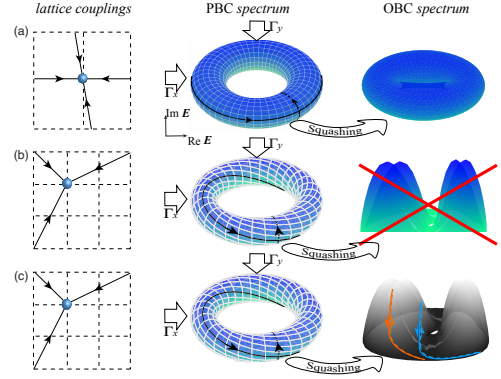 lattice couplings PBC spectrum OBC spectrum
(a)
Γy
Γx
Im E
Re E
Squashing
(b)
Γy
Γx
Squashing
(c)
Γy
Γx
Squashing